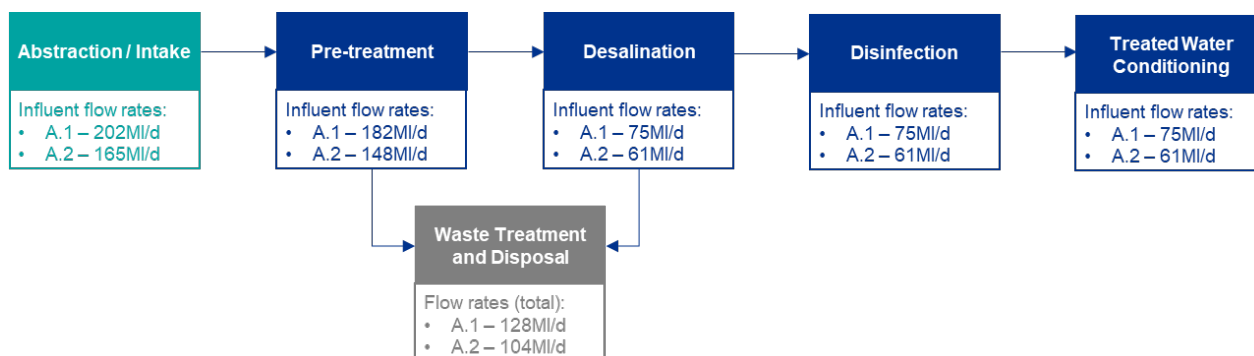 Abstraction / Intake
Influent flow rates:
• A.1 – 202Ml/d
• A.2 – 165Ml/d
Pre-treatment
Influent flow rates:
• A.1 – 182Ml/d
• A.2 – 148Ml/d
Desalination
Influent flow rates:
• A.1 – 75Ml/d
• A.2 – 61Ml/d
Disinfection
Influent flow rates:
• A.1 – 75Ml/d
• A.2 – 61Ml/d
Treated Water
Conditioning
Influent flow rates:
• A.1 – 75Ml/d
• A.2 – 61Ml/d
Waste Treatment
and Disposal
Flow rates (total):
• A.1 – 128Ml/d
• A.2 – 104Ml/d